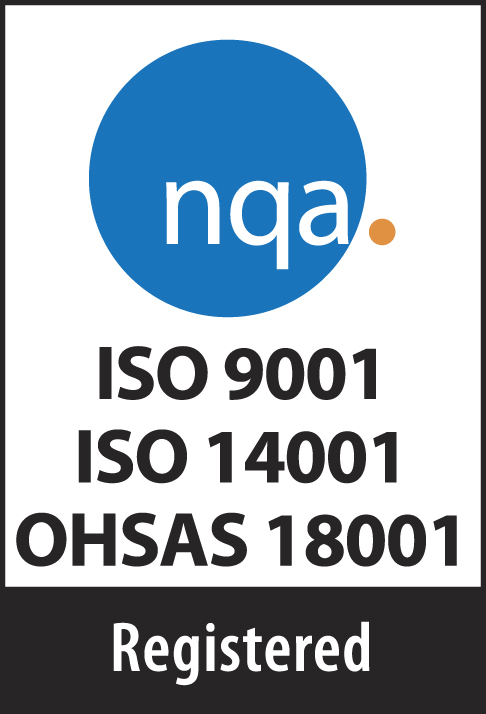 nqa.
ISO 9001
ISO 14001
OHSAS 18001
Registered